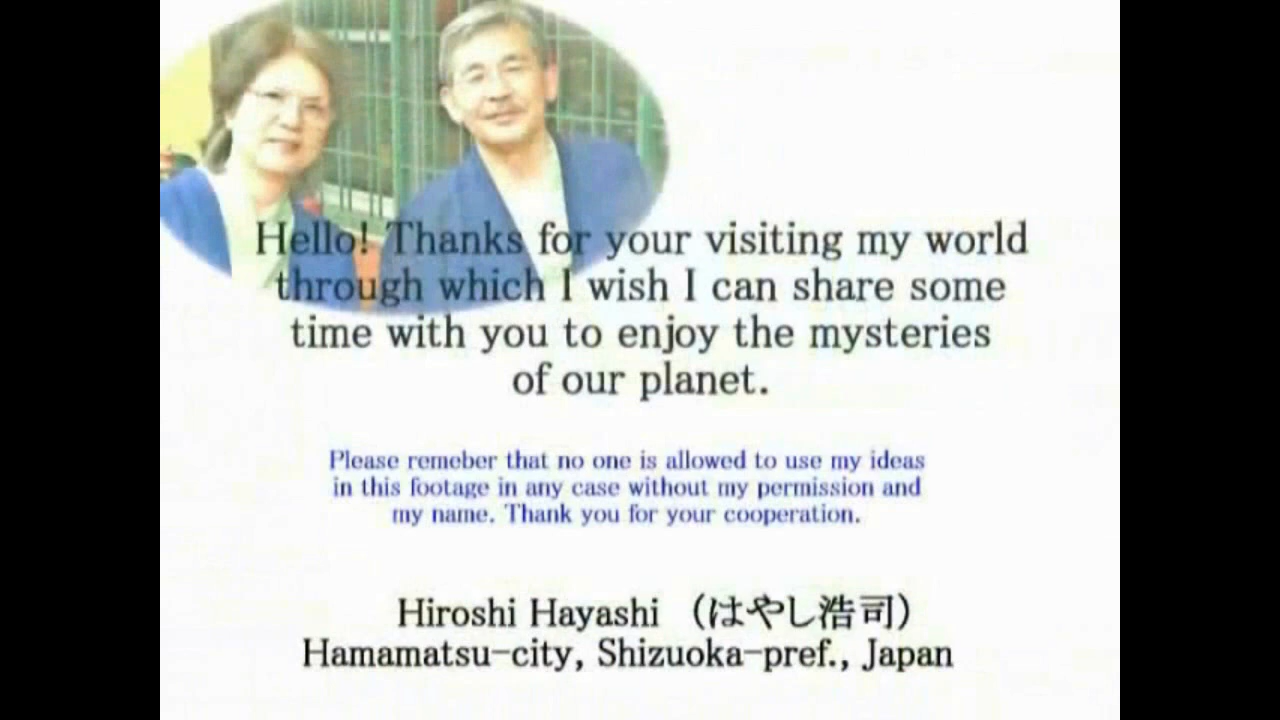 Hello! Thanks for your visiting my world
through which I wish I can share some
time with you to enjoy the mysteries
of our planet.
Please remeber that no one is allowed to use my ideas
in this footage in any case without my permission and
my name. Thank you for your cooperation.
Hiroshi Hayashi （はやし浩司）
Hamamatsu-city, Shizuoka-pref., Japan